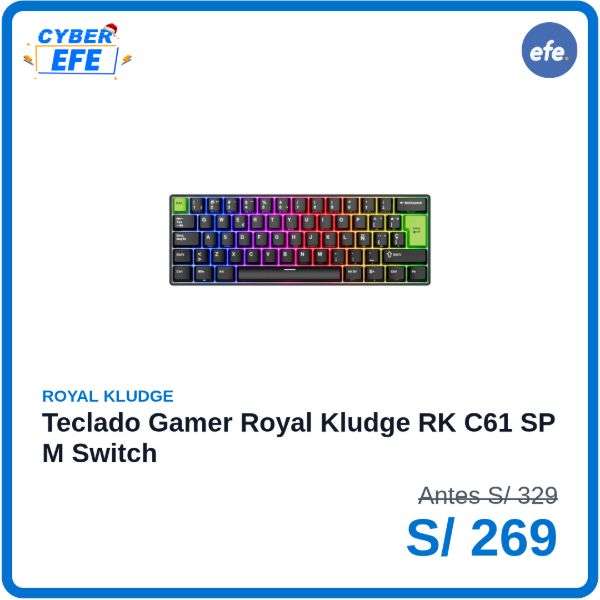 CYBER
EFE
efe.
ROYAL KLUDGE
Teclado Gamer Royal Kludge RK C61 SP
M Switch
Antes S/ 329
S/ 269